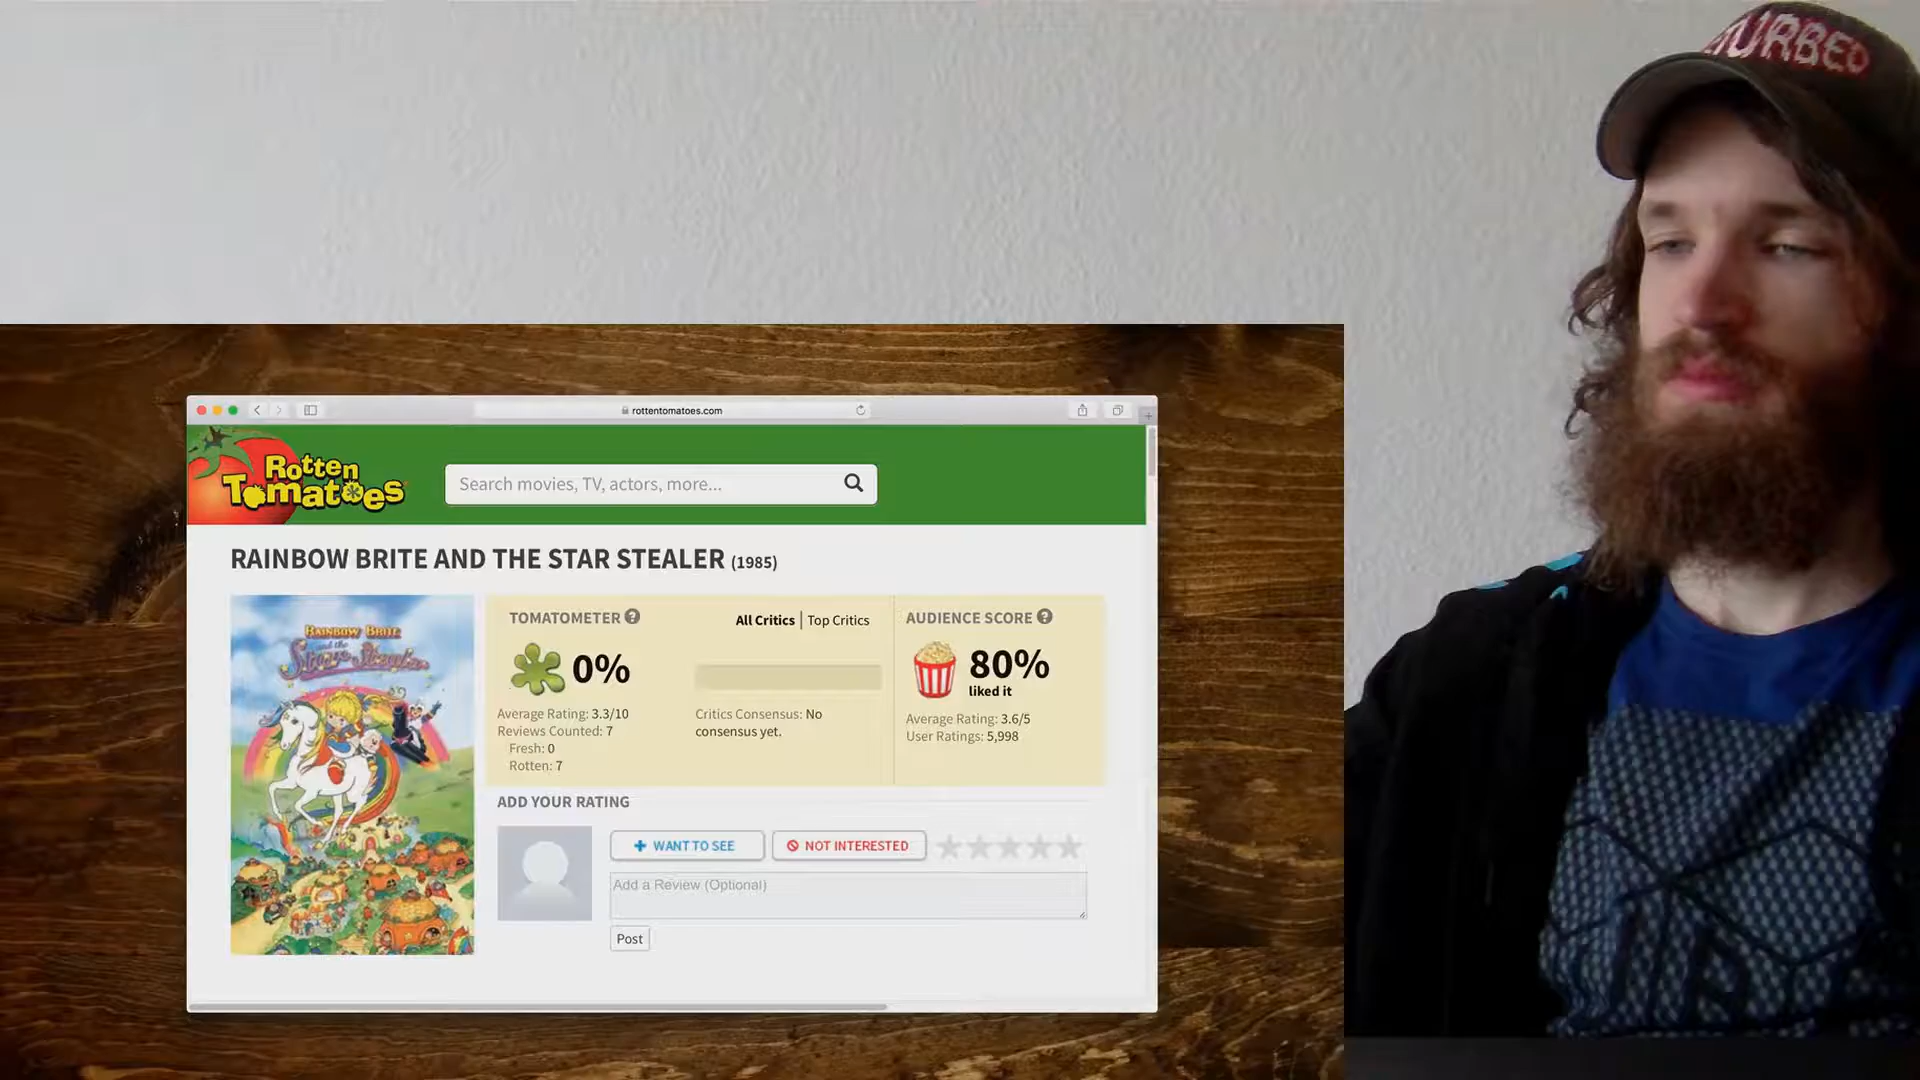 TURBED
rottentomatoes.com
Rotten
Tomatoes
Search movies, TV, actors, more...
RAINBOW BRITE AND THE STAR STEALER (1985)
RAINBOW BRITE
and the
Star Stealer
TOMATOMETER ?
All Critics | Top Critics
0%
Average Rating: 3.3/10
Reviews Counted: 7
Fresh: 0
Rotten: 7
Critics Consensus: No
consensus yet.
AUDIENCE SCORE ?
80%
liked it
Average Rating: 3.6/5
User Ratings: 5,998
ADD YOUR RATING
+ WANT TO SEE
NOT INTERESTED
Add a Review (Optional)
Post